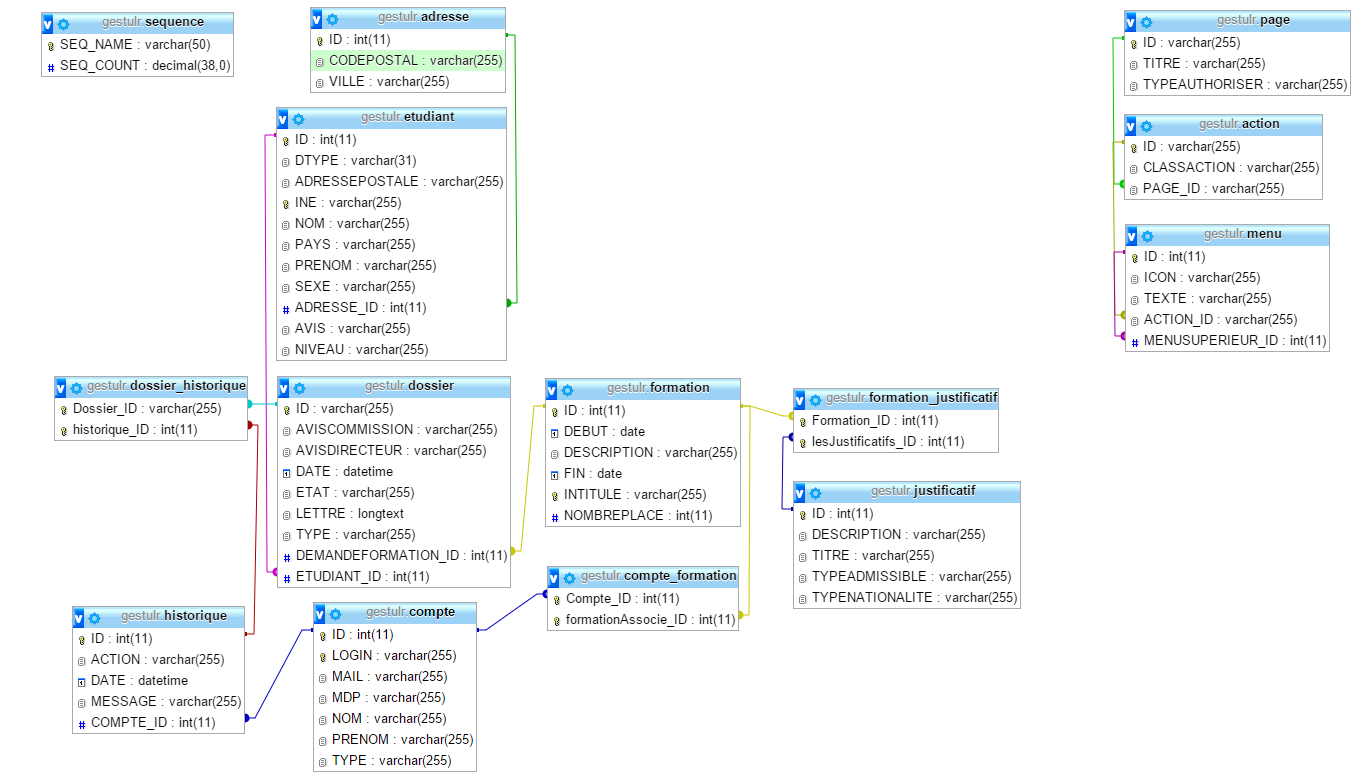 gestulr.sequence
SEQ_NAME : varchar(50)
SEQ_COUNT : decimal(38,0)
gestulr.adresse
ID : int(11)
CODEPOSTAL : varchar(255)
VILLE : varchar(255)
gestulr.page
ID : varchar(255)
TITRE : varchar(255)
TYPEAUTHORISER : varchar(255)
gestulr.etudiant
ID : int(11)
DTYPE : varchar(31)
ADRESSEPOSTALE : varchar(255)
INE : varchar(255)
NOM : varchar(255)
PAYS : varchar(255)
PRENOM : varchar(255)
SEXE : varchar(255)
ADRESSE_ID : int(11)
AVIS : varchar(255)
NIVEAU : varchar(255)
gestulr.action
ID : varchar(255)
CLASSACTION : varchar(255)
PAGE_ID : varchar(255)
gestulr.menu
ID : int(11)
ICON : varchar(255)
TEXTE : varchar(255)
ACTION_ID : varchar(255)
MENUSUPERIEUR_ID : int(11)
gestulr.dossier_historique
Dossier_ID : varchar(255)
historique_ID : int(11)
gestulr.dossier
ID : varchar(255)
AVISCOMMISSION : varchar(255)
AVISDIRECTEUR : varchar(255)
DATE : datetime
ETAT : varchar(255)
LETTRE : longtext
TYPE : varchar(255)
DEMANDEFORMATION_ID : int(11)
ETUDIANT_ID : int(11)
gestulr.formation
ID : int(11)
DEBUT : date
DESCRIPTION : varchar(255)
FIN : date
INTITULE : varchar(255)
NOMBREPLACE : int(11)
gestulr.formation_justificatif
Formation_ID : int(11)
lesJustificatifs_ID : int(11)
gestulr.justificatif
ID : int(11)
DESCRIPTION : varchar(255)
TITRE : varchar(255)
TYPEADMISSIBLE : varchar(255)
TYPENATIONALITE : varchar(255)
gestulr.compte_formation
Compte_ID : int(11)
formationAssocie_ID : int(11)
gestulr.historique
ID : int(11)
ACTION : varchar(255)
DATE : datetime
MESSAGE : varchar(255)
COMPTE_ID : int(11)
gestulr.compte
ID : int(11)
LOGIN : varchar(255)
MAIL : varchar(255)
MDP : varchar(255)
NOM : varchar(255)
PRENOM : varchar(255)
TYPE : varchar(255)